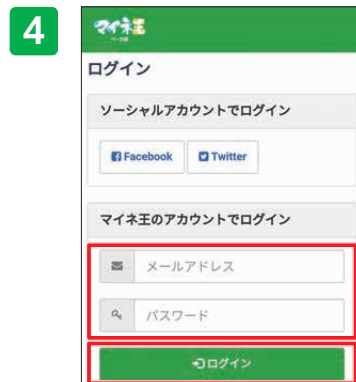 4
マイネ王
ログイン
ソーシャルアカウントでログイン
Facebook Twitter
マイネ王のアカウントでログイン
メールアドレス
パスワード
ログイン